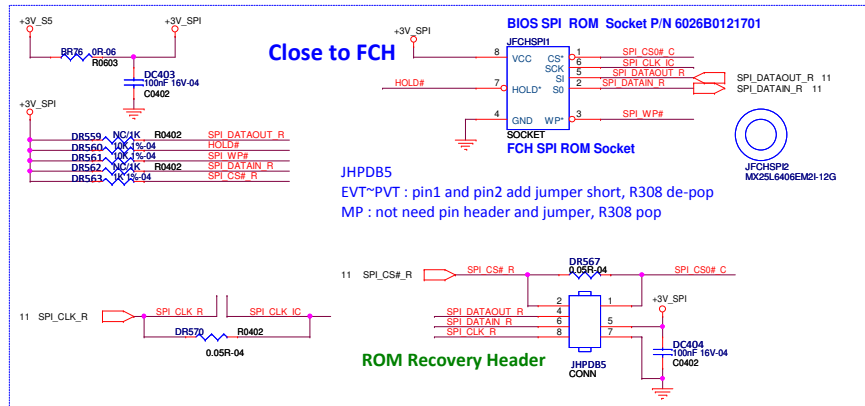 +3V_S5
+3V_SPI
BR76 0R-06
R0603
DC403
100nF 16V-04
C0402
+3V_SPI
DR559 NC/1K R0402 SPI_DATAOUT_R
DR560 10K 1%-04 HOLD#
DR561 10K 1%-04 SPI_WP#
DR562 NC/1K R0402 SPI_DATAIN_R
DR563 1K 1%-04 SPI_CS#_R
Close to FCH
BIOS SPI ROM Socket P/N 6026B0121701
+3V_SPI
JFCHSPI1
8 VCC CS* 1 SPI_CS0#_C
SCK 6 SPI_CLK_IC
SI 5 SPI_DATAOUT_R SPI_DATAOUT_R 11
HOLD# 7 HOLD* S0 2 SPI_DATAIN_R SPI_DATAIN_R 11
4 GND WP* 3 SPI_WP#
SOCKET
FCH SPI ROM Socket
JFCHSPI2
MX25L6406EM2I-12G
JHPDB5
EVT~PVT : pin1 and pin2 add jumper short, R308 de-pop
MP : not need pin header and jumper, R308 pop
11 SPI_CS#_R SPI_CS#_R DR567 SPI_CS0#_C
0.05R-04
2 1
SPI_DATAOUT_R 4
SPI_DATAIN_R 6 5
SPI_CLK_R 8 7
+3V_SPI
DC404
100nF 16V-04
C0402
JHPDB5
CONN
ROM Recovery Header
11 SPI_CLK_R SPI_CLK_R SPI_CLK_IC
DR570 R0402
0.05R-04